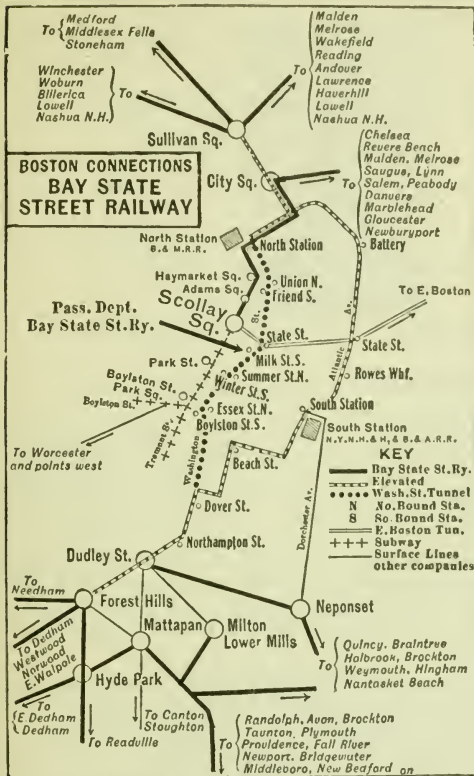 To
Medford
Middlesex Fells
Stoneham
Winchester
Woburn
Billerica
Lowell
Nashua N.H.
To
To
Malden
Melrose
Wakefield
Reading
Andover
Lawrence
Haverhill
Lowell
Nashua N.H.
Sullivan Sq.
BOSTON CONNECTIONS
BAY STATE
STREET RAILWAY
City Sq.
To
Chelsea
Revere Beach
Malden, Melrose
Saugus, Lynn
Salem, Peabody
Danvers
Marblehead
Gloucester
Newburyport
North Station
B. & M.R.R.
North Station
Battery
Haymarket Sq.
Adams Sq.
Union N.
Friend S.
Scollay
Sq.
Pass. Dept.
Bay State St.Ry.
St.
Av.
To E. Boston
State St.
State St.
Milk St.S.
Atlantic
Park St.
Summer St.N.
Winter St.S.
Rowes Whf.
Boylston St.
Park Sq.
Boylston St.
Essex St.N.
Boylston St.S.
Tremont St.
Washington
South Station
South Station
N.Y.N.H.& H, & B.& A.R.R.
To Worcester
and points west
Beach St.
Dover St.
Dorchester Av.
Northampton St.
KEY
Bay State St.Ry.
Elevated
Wash.St.Tunnel
N No.Bound Sta.
S So.Bound Sta.
E.Boston Tun.
Subway
Surface Lines
other companies
Dudley St.
To
Needham
Forest Hills
Mattapan
Milton
Lower Mills
Neponset
To Dedham
Westwood
Norwood
E.Walpole
Hyde Park
To
Quincy, Braintree
Holbrook, Brockton
Weymouth, Hingham
Nantasket Beach
To
E. Dedham
Dedham
To Readville
To Canton
Stoughton
To
Randolph, Avon, Brockton
Taunton, Plymouth
Providence, Fall River
Newport, Bridgewater
Middleboro, New Bedford
on